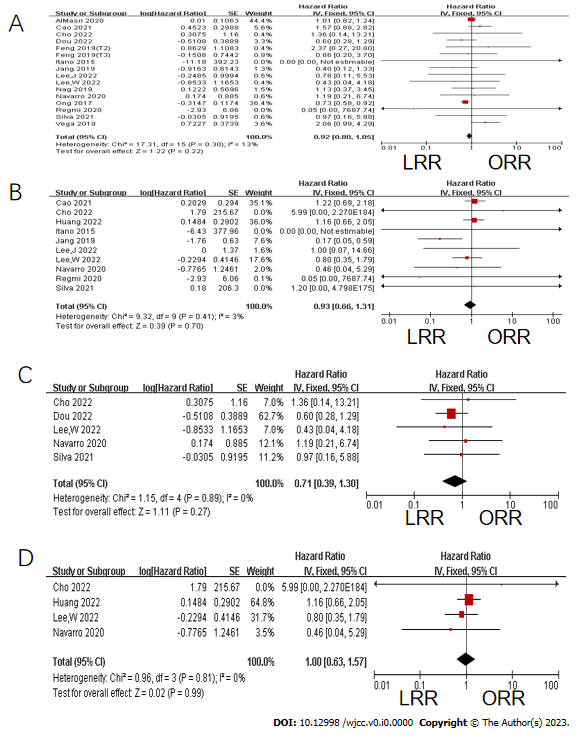 A
Hazard Ratio Hazard Ratio
Study or Subgroup log[Hazard Ratio] SE Weight IV, Fixed, 95% CI IV, Fixed, 95% CI
AlMasri 2020 0.01 0.1063 44.4% 1.01 [0.82, 1.24]
Cao 2021 0.4523 0.2988 5.6% 1.57 [0.88, 2.82]
Cho 2022 0.3075 1.16 0.4% 1.36 [0.14, 13.21]
Dou 2022 -0.5108 0.3889 3.3% 0.60 [0.28, 1.29]
Feng 2019(T2) 0.8629 1.1083 0.4% 2.37 [0.27, 20.80]
Feng 2019(T3) -0.1508 0.7442 0.9% 0.86 [0.20, 3.70]
Itano 2015 -11.18 392.23 0.0% 0.00 [0.00, Not estimable]
Jang 2019 -0.9163 0.6143 1.3% 0.40 [0.12, 1.33]
Lee,J 2022 -0.2485 0.9994 0.5% 0.78 [0.11, 5.53]
Lee,W 2022 -0.8533 1.1653 0.4% 0.43 [0.04, 4.18]
Nag 2019 0.1222 0.5696 1.5% 1.13 [0.37, 3.45]
Navarro 2020 0.174 0.885 0.6% 1.19 [0.21, 6.74]
Ong 2017 -0.3147 0.1174 36.4% 0.73 [0.58, 0.92]
Regmi 2020 -2.93 6.06 0.0% 0.05 [0.00, 7687.74]
Silva 2021 -0.0305 0.9195 0.6% 0.97 [0.16, 5.88]
Vega 2019 0.7227 0.3739 3.6% 2.06 [0.99, 4.29]
Total (95% CI) 100.0% 0.92 [0.80, 1.05]
Heterogeneity: Chi² = 17.31, df = 15 (P = 0.30); I² = 13%
Test for overall effect: Z = 1.22 (P = 0.22)
0.01 0.1 1 10 100
LRR ORR
B
Hazard Ratio Hazard Ratio
Study or Subgroup log[Hazard Ratio] SE Weight IV, Fixed, 95% CI IV, Fixed, 95% CI
Cao 2021 0.2029 0.294 35.1% 1.22 [0.69, 2.18]
Cho 2022 1.79 215.67 0.0% 5.99 [0.00, 2.270E184]
Huang 2022 0.1484 0.2902 36.0% 1.16 [0.66, 2.05]
Itano 2015 -6.43 377.96 0.0% 0.00 [0.00, Not estimable]
Jang 2019 -1.76 0.63 7.6% 0.17 [0.05, 0.59]
Lee,J 2022 0 1.37 1.6% 1.00 [0.07, 14.66]
Lee,W 2022 -0.2294 0.4146 17.6% 0.80 [0.35, 1.79]
Navarro 2020 -0.7765 1.2461 2.0% 0.46 [0.04, 5.29]
Regmi 2020 -2.93 6.06 0.1% 0.05 [0.00, 7687.74]
Silva 2021 0.18 206.3 0.0% 1.20 [0.00, 4.798E175]
Total (95% CI) 100.0% 0.93 [0.66, 1.31]
Heterogeneity: Chi² = 9.32, df = 9 (P = 0.41); I² = 3%
Test for overall effect: Z = 0.39 (P = 0.70)
0.01 0.1 1 10 100
LRR ORR
C
Hazard Ratio Hazard Ratio
Study or Subgroup log[Hazard Ratio] SE Weight IV, Fixed, 95% CI IV, Fixed, 95% CI
Cho 2022 0.3075 1.16 7.0% 1.36 [0.14, 13.21]
Dou 2022 -0.5108 0.3889 62.7% 0.60 [0.28, 1.29]
Lee,W 2022 -0.8533 1.1653 7.0% 0.43 [0.04, 4.18]
Navarro 2020 0.174 0.885 12.1% 1.19 [0.21, 6.74]
Silva 2021 -0.0305 0.9195 11.2% 0.97 [0.16, 5.88]
Total (95% CI) 100.0% 0.71 [0.39, 1.30]
Heterogeneity: Chi² = 1.15, df = 4 (P = 0.89); I² = 0%
Test for overall effect: Z = 1.11 (P = 0.27)
0.01 0.1 1 10 100
LRR ORR
D
Hazard Ratio Hazard Ratio
Study or Subgroup log[Hazard Ratio] SE Weight IV, Fixed, 95% CI IV, Fixed, 95% CI
Cho 2022 1.79 215.67 0.0% 5.99 [0.00, 2.270E184]
Huang 2022 0.1484 0.2902 64.8% 1.16 [0.66, 2.05]
Lee,W 2022 -0.2294 0.4146 31.7% 0.80 [0.35, 1.79]
Navarro 2020 -0.7765 1.2461 3.5% 0.46 [0.04, 5.29]
Total (95% CI) 100.0% 1.00 [0.63, 1.57]
Heterogeneity: Chi² = 0.96, df = 3 (P = 0.81); I² = 0%
Test for overall effect: Z = 0.02 (P = 0.99)
0.01 0.1 1 10 100
LRR ORR
DOI: 10.12998 /wjcc.v0.i0.0000 Copyright © The Author(s) 2023.